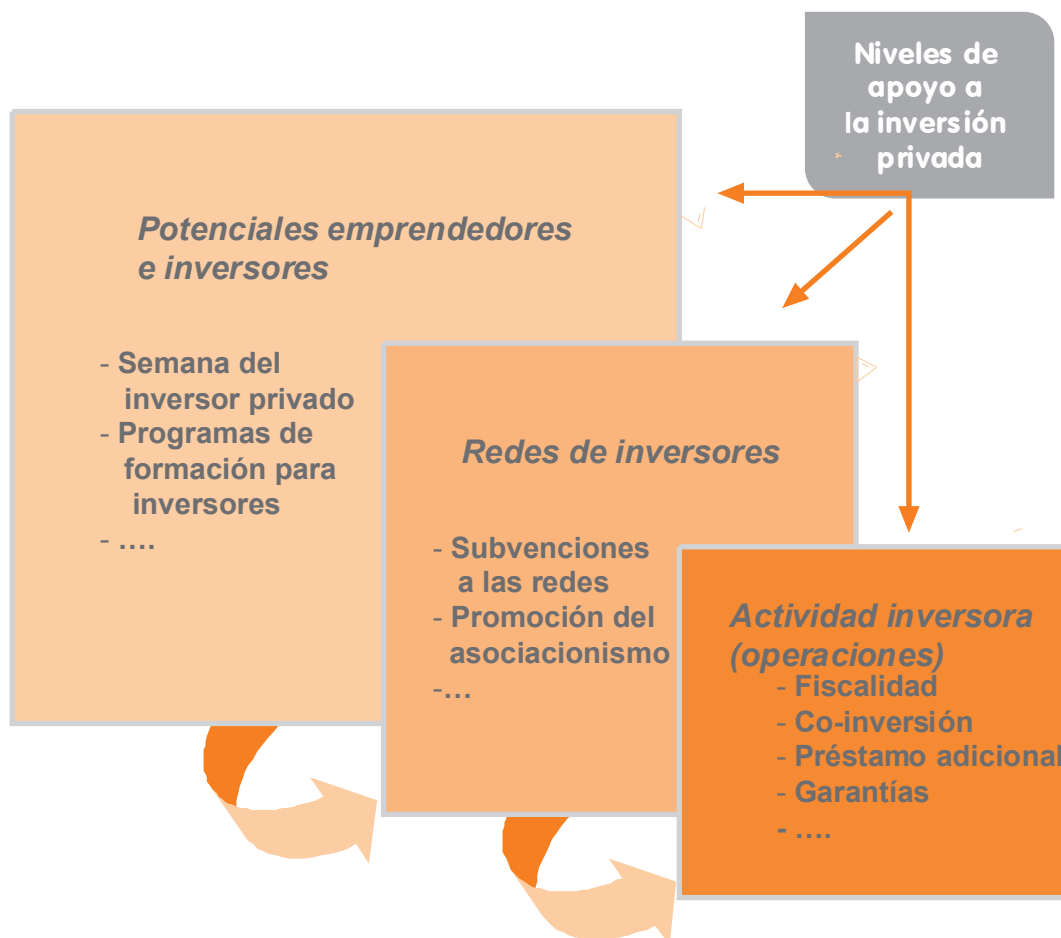 Niveles de
apoyo a
la inversión
privada
Potenciales emprendedores
e inversores
- Semana del
inversor privado
- Programas de
formación para
inversores
- ....
Redes de inversores
- Subvenciones
a las redes
- Promoción del
asociacionismo
-...
Actividad inversora
(operaciones)
- Fiscalidad
- Co-inversión
- Préstamo adicional
- Garantías
- ....